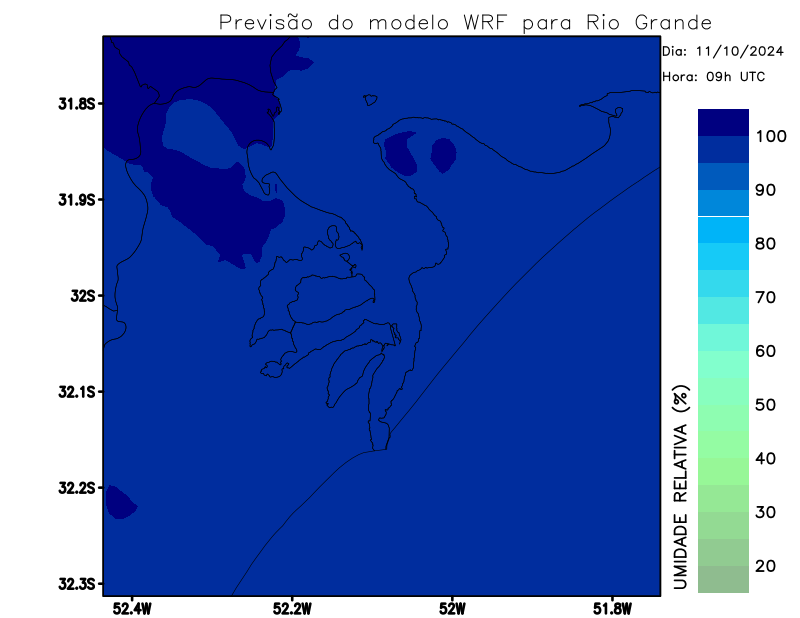 Previsão do modelo WRF para Rio Grande
Dia: 11/10/2024
Hora: 09h UTC
31.8S
31.9S
32S
32.1S
32.2S
32.3S
52.4W
52.2W
52W
51.8W
UMIDADE RELATIVA (%)
100
90
80
70
60
50
40
30
20